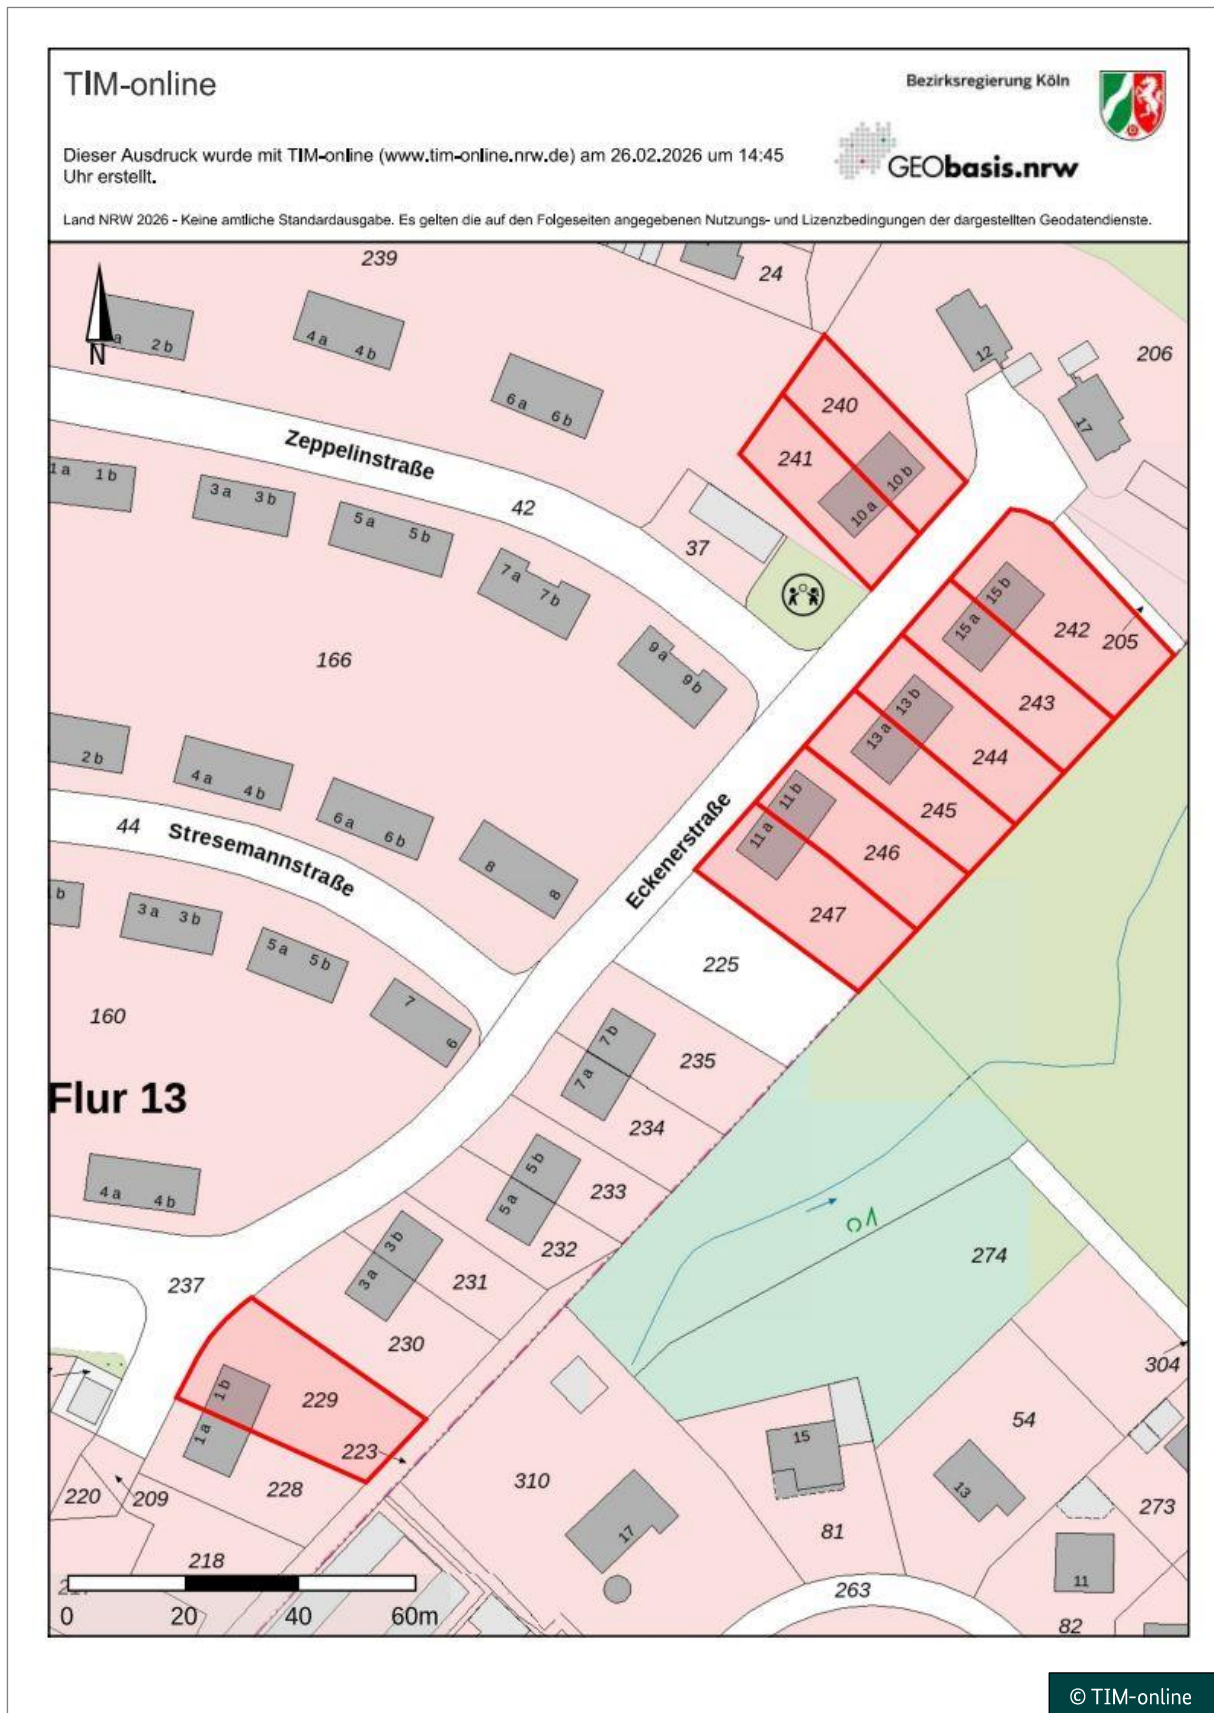 TIM-online
Bezirksregierung Köln
GEObasis.nrw
Dieser Ausdruck wurde mit TIM-online (www.tim-online.nrw.de) am 26.02.2026 um 14:45
Uhr erstellt.
Land NRW 2026 - Keine amtliche Standardausgabe. Es gelten die auf den Folgeseiten angegebenen Nutzungs- und Lizenzbedingungen der dargestellten Geodatendienste.
239
24
N
2 b
4 a 4 b
6 a 6 b
12
206
17
240
241
10 a 10 b
Zeppelinstraße
42
1 a 1 b
3 a 3 b
5 a 5 b
7 a 7 b
9 a 9 b
37
166
15 a 15 b
242
205
243
13 a 13 b
244
245
11 a 11 b
246
247
Eckenerstraße
2 b
4 a 4 b
6 a 6 b
8 8
44
Stresemannstraße
1 b
3 a 3 b
5 a 5 b
7 6
225
160
Flur 13
7 a 7 b
235
234
5 a 5 b
233
232
4 a 4 b
3 a 3 b
231
230
237
274
304
1 a 1 b
229
223
228
220
209
218
310
17
15
81
54
13
273
11
82
263
0 20 40 60m
© TIM-online